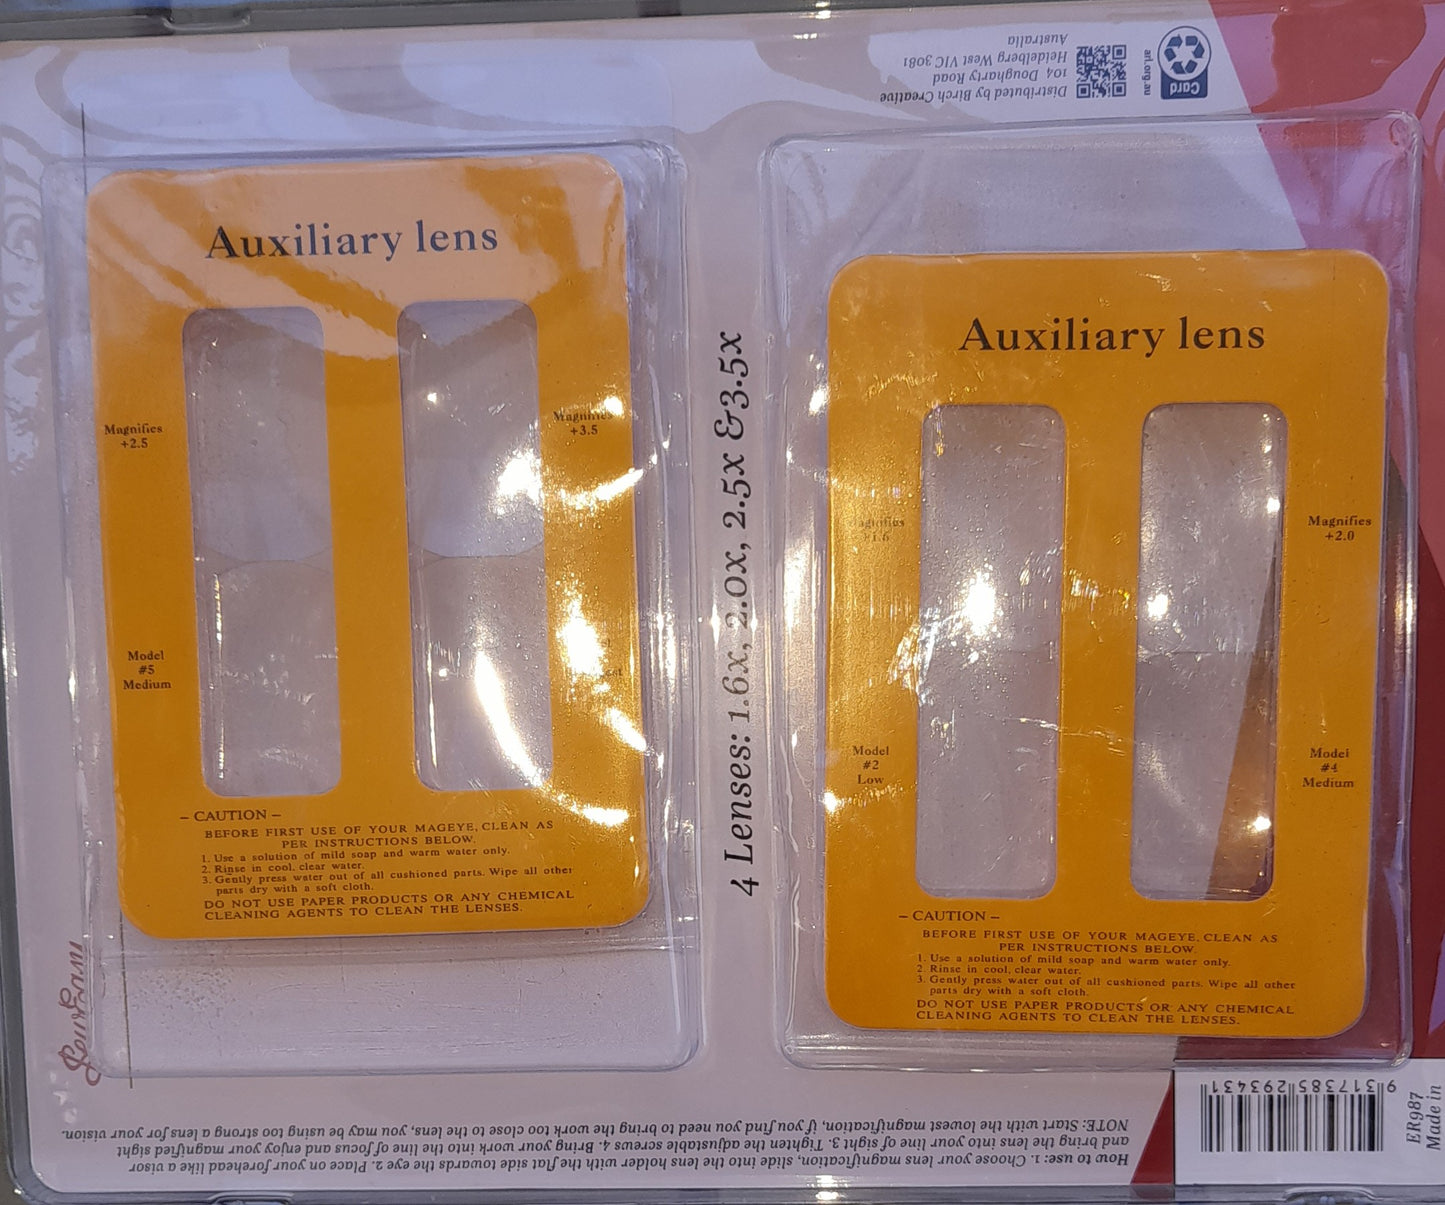 Distributed by Birch Creative
104 Dougharty Road
Heidelberg West VIC 3081
Australia
Card
arl.org.au
Auxiliary lens
Magnifies
+2.5
Magnifies
+3.5
Model
#5
Medium
– CAUTION –
BEFORE FIRST USE OF YOUR MAGEYE, CLEAN AS
PER INSTRUCTIONS BELOW.
1. Use a solution of mild soap and warm water only.
2. Rinse in cool, clear water.
3. Gently press water out of all cushioned parts. Wipe all other
parts dry with a soft cloth.
DO NOT USE PAPER PRODUCTS OR ANY CHEMICAL
CLEANING AGENTS TO CLEAN THE LENSES.
4 Lenses: 1.6x, 2.0x, 2.5x &3.5x
Auxiliary lens
Magnifies
+1.6
Magnifies
+2.0
Model
#2
Low
Model
#4
Medium
– CAUTION –
BEFORE FIRST USE OF YOUR MAGEYE, CLEAN AS
PER INSTRUCTIONS BELOW.
1. Use a solution of mild soap and warm water only.
2. Rinse in cool, clear water.
3. Gently press water out of all cushioned parts. Wipe all other
parts dry with a soft cloth.
DO NOT USE PAPER PRODUCTS OR ANY CHEMICAL
CLEANING AGENTS TO CLEAN THE LENSES.
How to use: 1. Choose your lens magnification, slide into the lens holder with the flat side towards the eye 2. Place on your forehead like a visor
and bring the lens into your line of sight 3. Tighten the adjustable screws 4. Bring your work into the line of focus and enjoy your magnified sight
NOTE: Start with the lowest magnification, if you find you need to bring the work too close to the lens, you may be using too strong a lens for your vision.
9 317385 293431
ER987
Made in